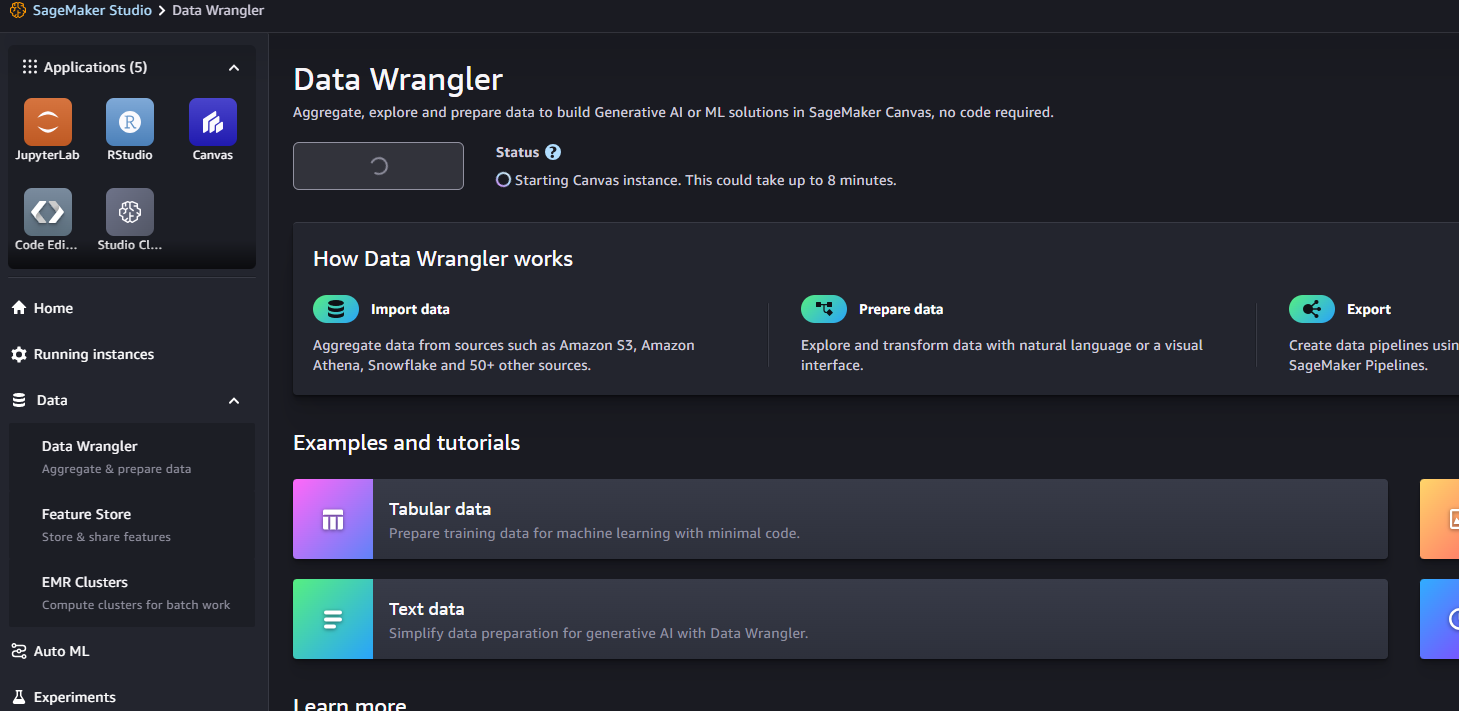 SageMaker Studio > Data Wrangler
Applications (5)
JupyterLab
RStudio
Canvas
Code Edi...
Studio Cl...
Home
Running instances
Data
Data Wrangler
Aggregate & prepare data
Feature Store
Store & share features
EMR Clusters
Compute clusters for batch work
Auto ML
Experiments
Data Wrangler
Aggregate, explore and prepare data to build Generative AI or ML solutions in SageMaker Canvas, no code required.
Status ?
Starting Canvas instance. This could take up to 8 minutes.
How Data Wrangler works
Import data
Aggregate data from sources such as Amazon S3, Amazon
Athena, Snowflake and 50+ other sources.
Prepare data
Explore and transform data with natural language or a visual
interface.
Export
Create data pipelines usin
SageMaker Pipelines.
Examples and tutorials
Tabular data
Prepare training data for machine learning with minimal code.
Text data
Simplify data preparation for generative AI with Data Wrangler.
Learn more